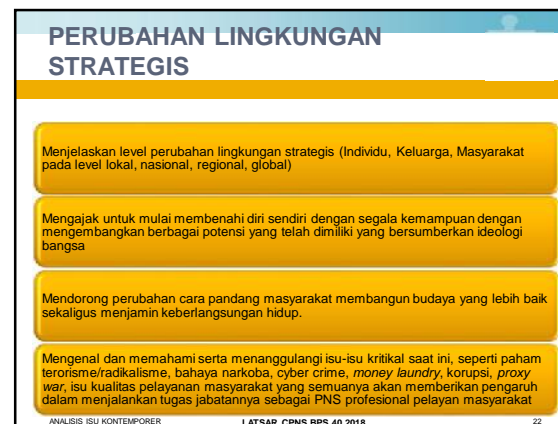 PERUBAHAN LINGKUNGAN
STRATEGIS
Menjelaskan level perubahan lingkungan strategis (Individu, Keluarga, Masyarakat
pada level lokal, nasional, regional, global)
Mengajak untuk mulai membenahi diri sendiri dengan segala kemampuan dengan
mengembangkan berbagai potensi yang telah dimiliki yang bersumberkan ideologi
bangsa
Mendorong perubahan cara pandang masyarakat membangun budaya yang lebih baik
sekaligus menjamin keberlangsungan hidup.
Mengenal dan memahami serta menanggulangi isu-isu kritikal saat ini, seperti paham
terorisme/radikalisme, bahaya narkoba, cyber crime, money laundry, korupsi, proxy
war, isu kualitas pelayanan masyarakat yang semuanya akan memberikan pengaruh
dalam menjalankan tugas jabatannya sebagai PNS profesional pelayan masyarakat
ANALISIS ISU KONTEMPORER LATSAR CPNS BPS 40 2018 22